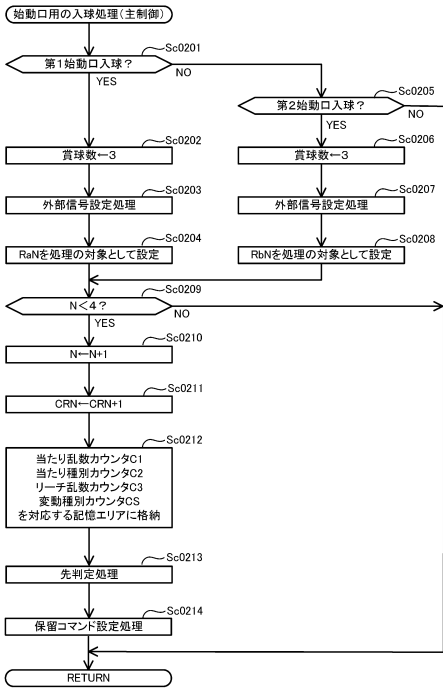 始動口用の入球処理（主制御）
Sc0201
第1始動口入球？
NO
YES
Sc0205
第2始動口入球？
NO
YES
Sc0202
賞球数←3
Sc0206
賞球数←3
Sc0203
外部信号設定処理
Sc0207
外部信号設定処理
Sc0204
RaNを処理の対象として設定
Sc0208
RbNを処理の対象として設定
Sc0209
N＜4？
NO
YES
Sc0210
N←N+1
Sc0211
CRN←CRN+1
Sc0212
当たり乱数カウンタC1
当たり種別カウンタC2
リーチ乱数カウンタC3
変動種別カウンタCS
を対応する記憶エリアに格納
Sc0213
先判定処理
Sc0214
保留コマンド設定処理
RETURN